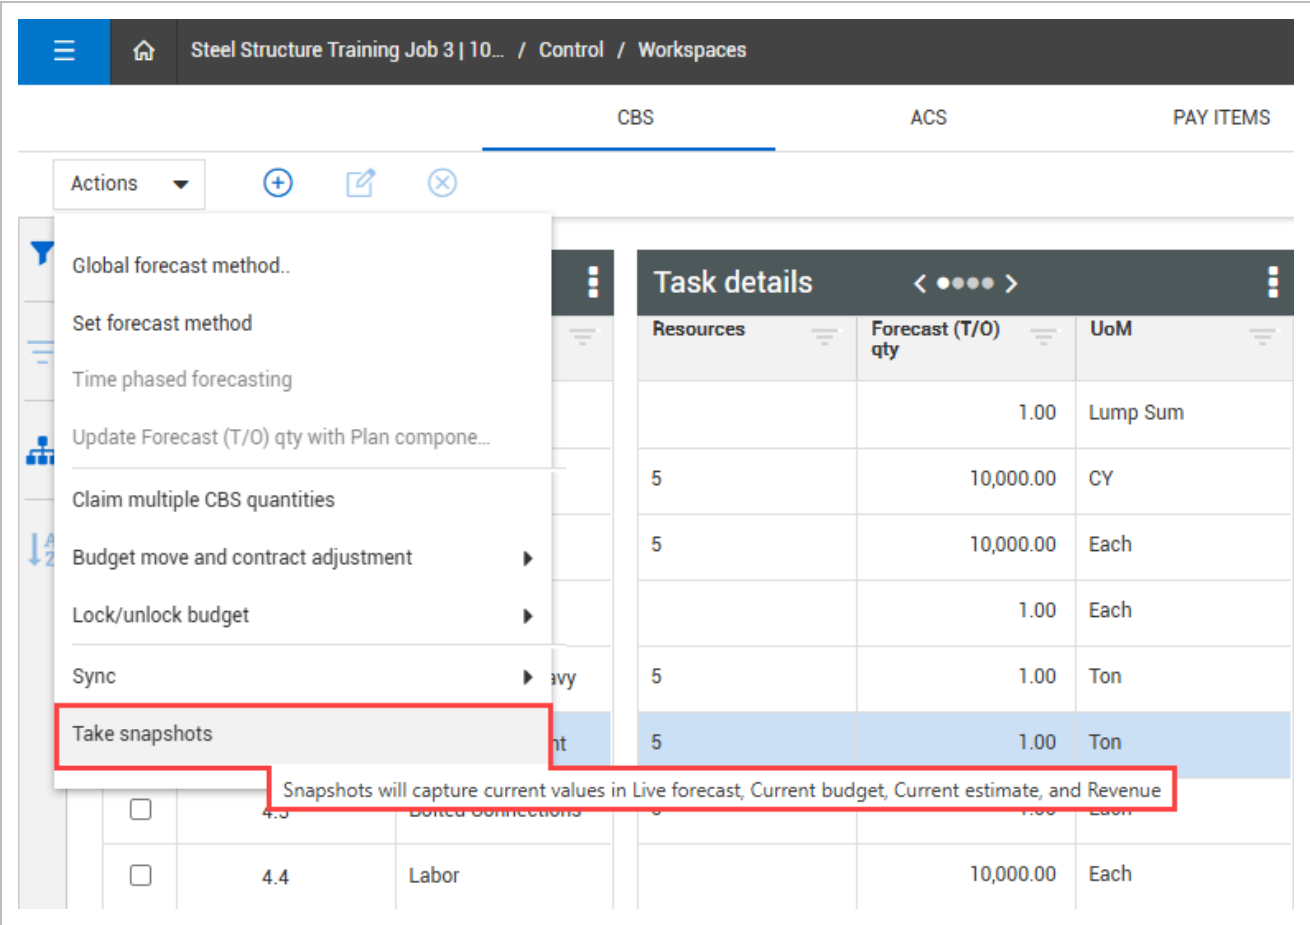 Steel Structure Training Job 3 | 10... / Control / Workspaces
CBS ACS PAY ITEMS
Actions
Global forecast method..
Set forecast method
Time phased forecasting
Update Forecast (T/O) qty with Plan compone...
Claim multiple CBS quantities
Budget move and contract adjustment
Lock/unlock budget
Sync
Take snapshots
Snapshots will capture current values in Live forecast, Current budget, Current estimate, and Revenue
Task details
Resources Forecast (T/O) qty UoM
1.00 Lump Sum
5 10,000.00 CY
5 10,000.00 Each
1.00 Each
5 1.00 Ton
5 1.00 Ton
Bolted Connections 1.00 Each
4.4 Labor 10,000.00 Each